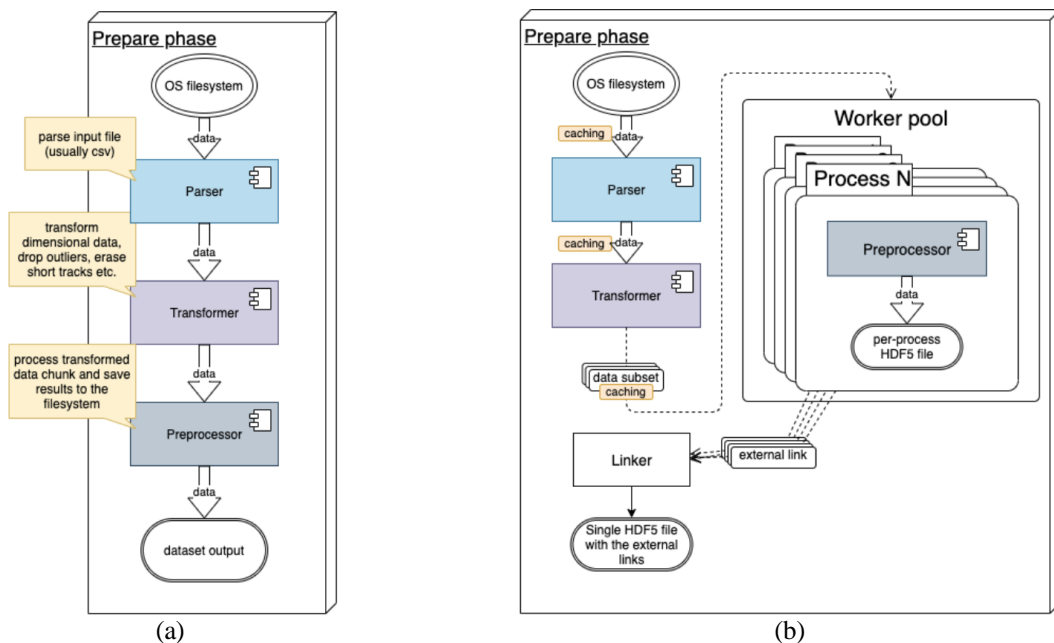 Prepare phase
OS filesystem
data
parse input file
(usually csv)
Parser
data
transform
dimensional data,
drop outliers, erase
short tracks etc.
Transformer
data
process transformed
data chunk and save
results to the
filesystem
Preprocessor
data
dataset output
(a)
Prepare phase
OS filesystem
caching
data
Parser
caching
data
Transformer
data subset
caching
Worker pool
Process N
Preprocessor
data
per-process
HDF5 file
external link
Linker
Single HDF5 file
with the external
links
(b)